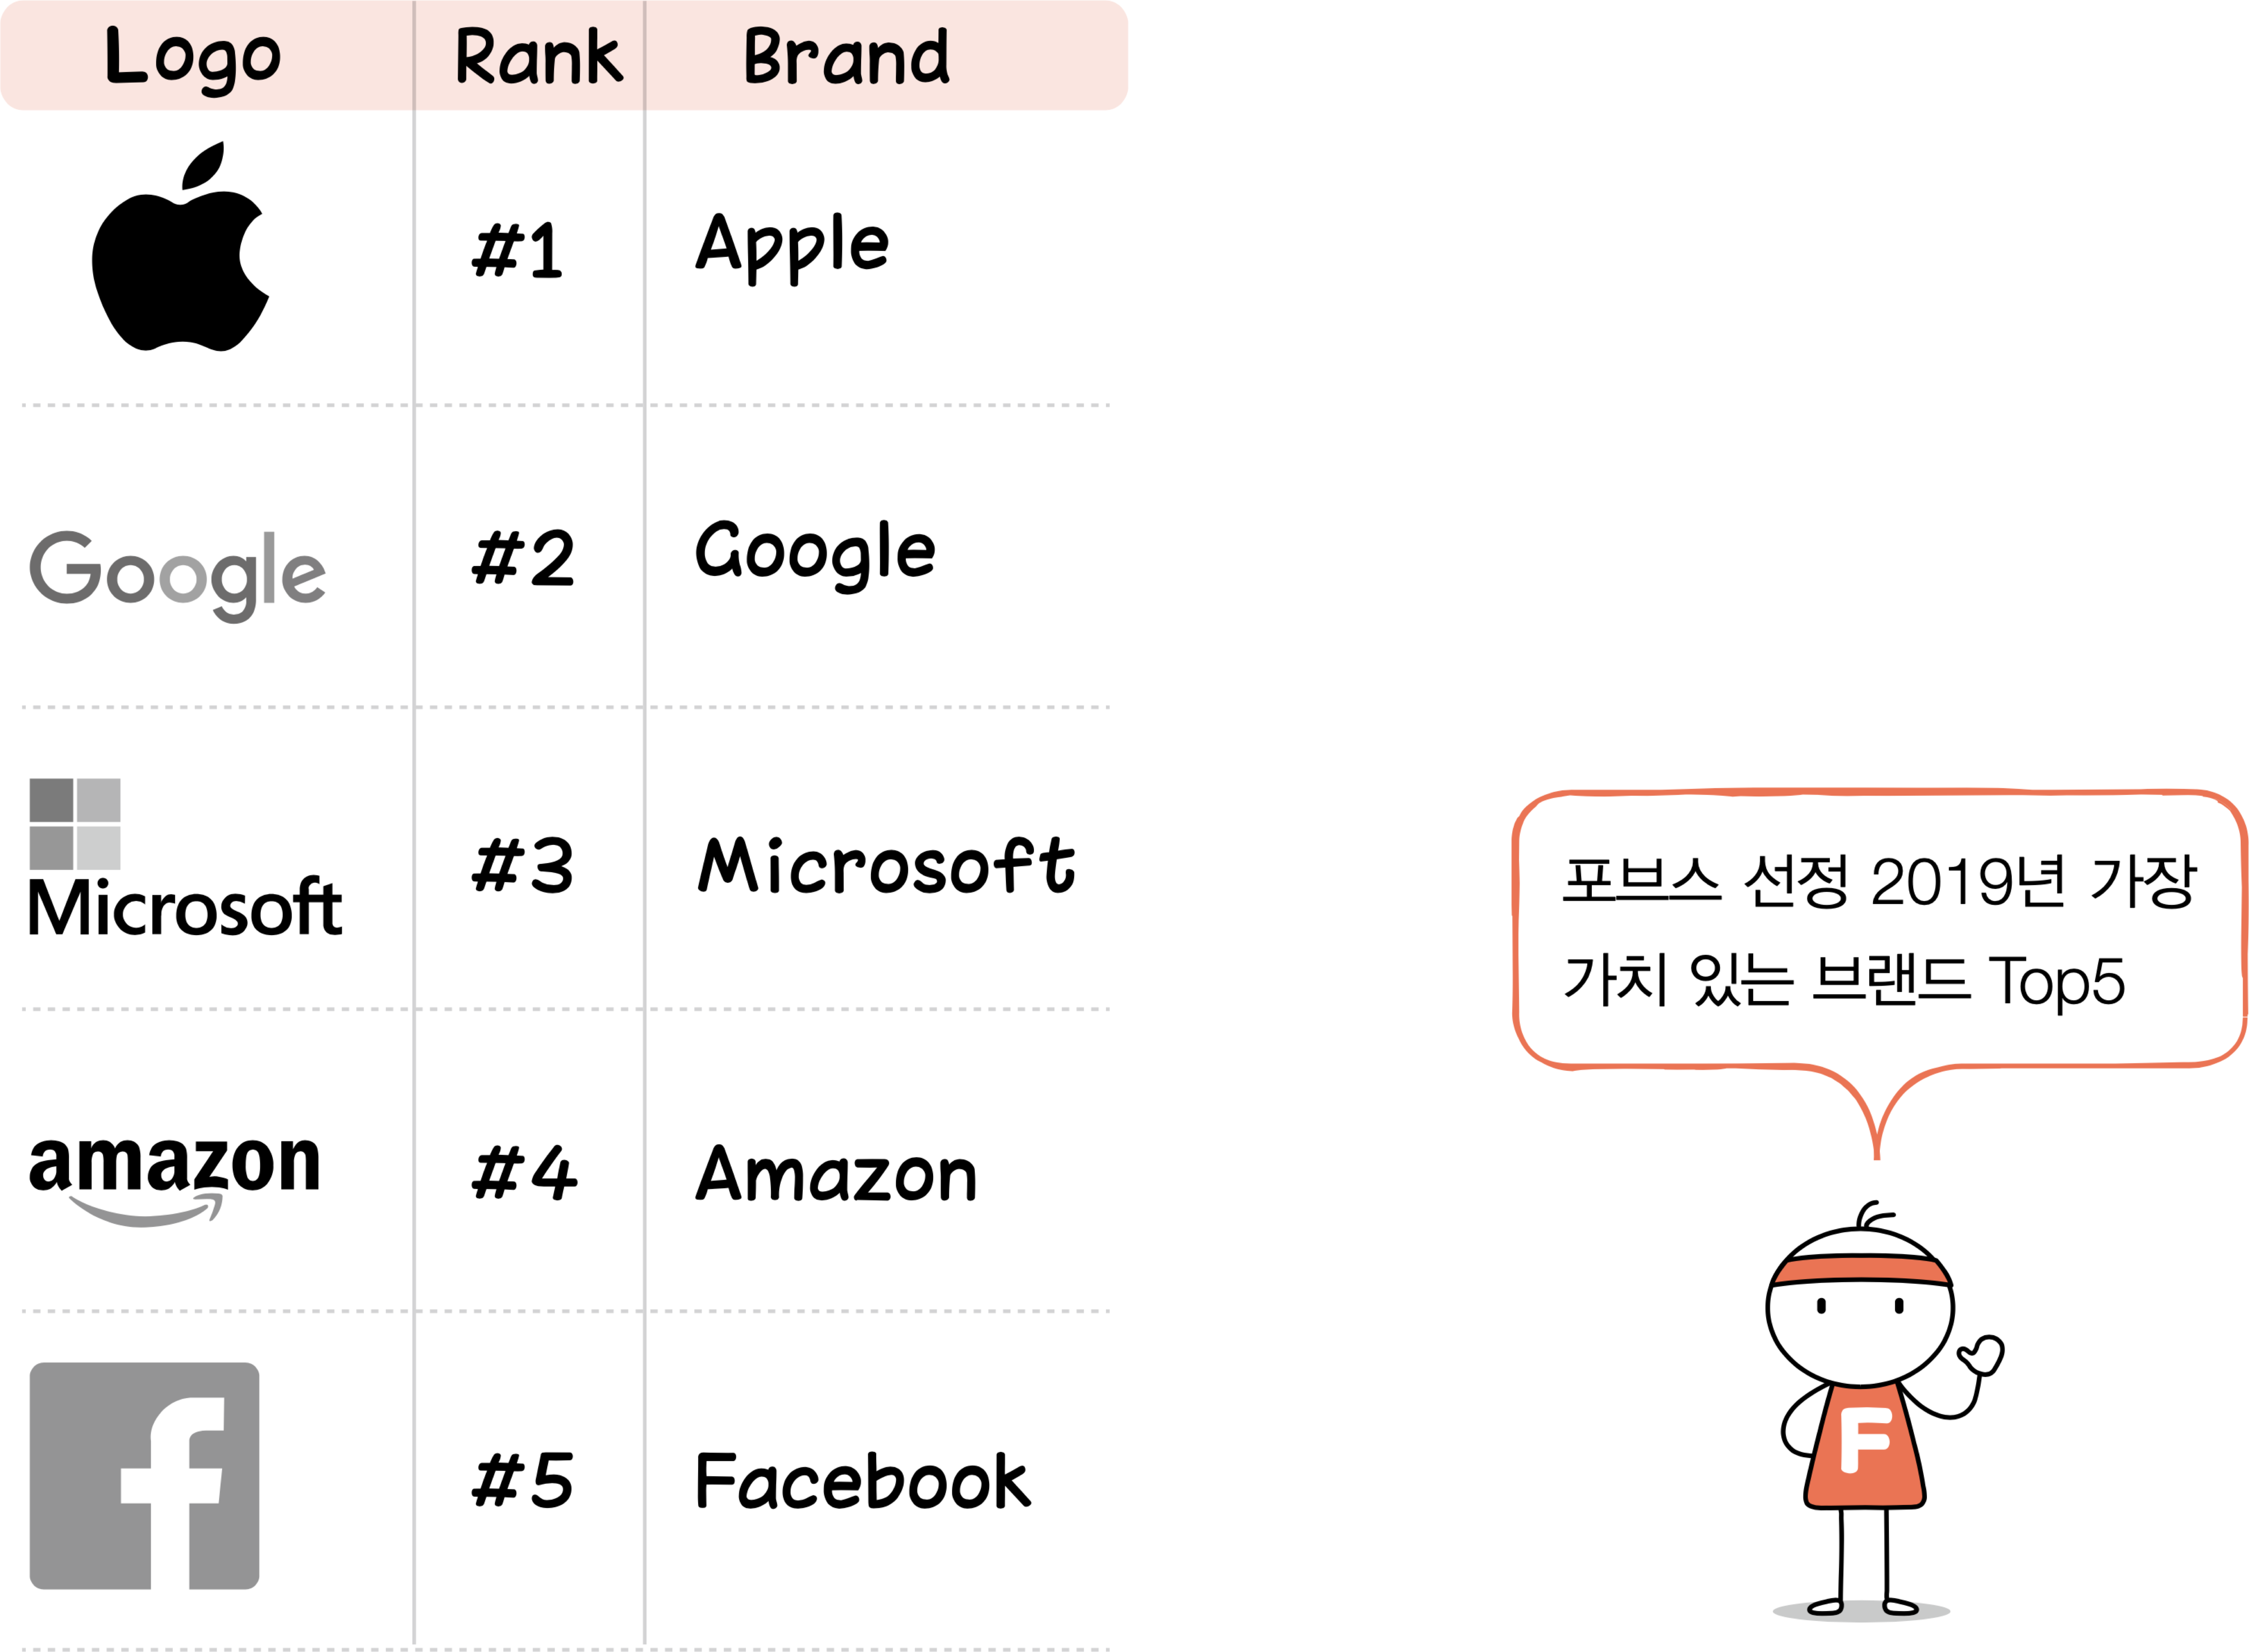 Logo Rank Brand
#1 Apple
Google #2 Google
Microsoft #3 Microsoft
amazon #4 Amazon
f #5 Facebook
포브스 선정 2019년 가장
가치 있는 브랜드 Top5
F